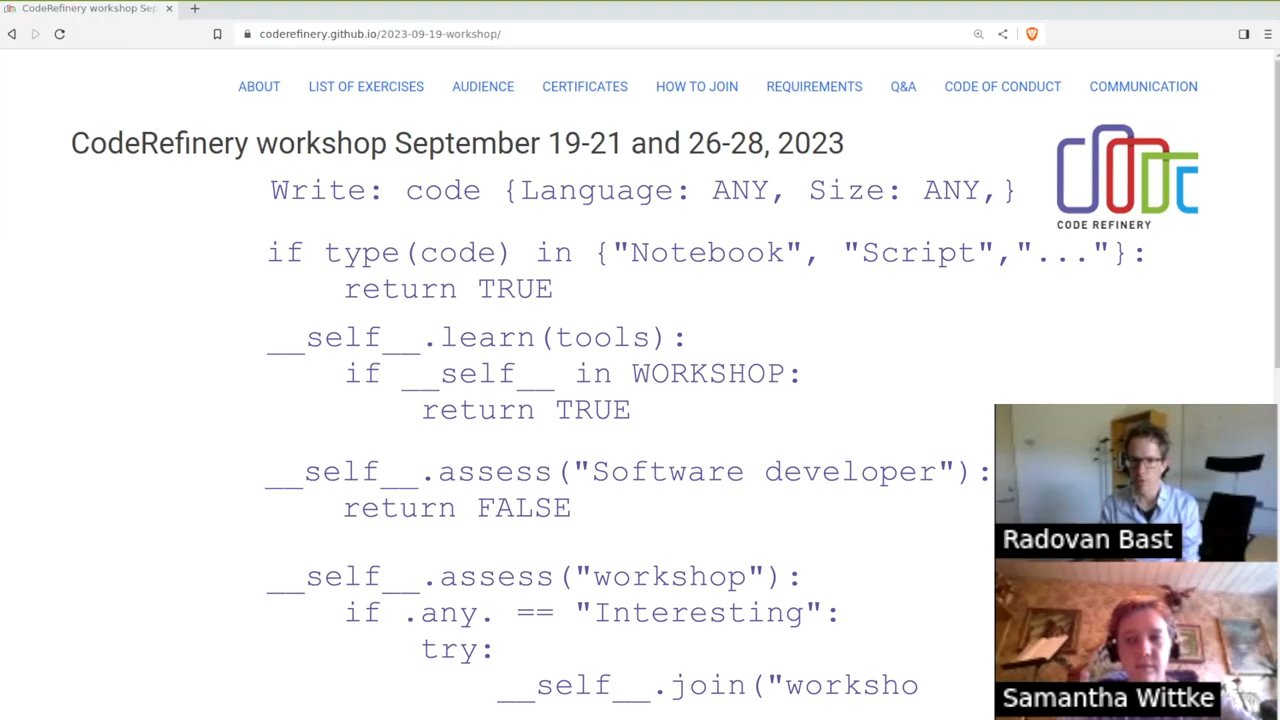 CodeRefinery workshop Sep
coderefinery.github.io/2023-09-19-workshop/
ABOUT LIST OF EXERCISES AUDIENCE CERTIFICATES HOW TO JOIN REQUIREMENTS Q&A CODE OF CONDUCT COMMUNICATION
CodeRefinery workshop September 19-21 and 26-28, 2023
CODE REFINERY
Write: code {Language: ANY, Size: ANY,}
if type(code) in {"Notebook", "Script","..."}:
return TRUE
__self__.learn(tools):
if __self__ in WORKSHOP:
return TRUE
__self__.assess("Software developer"):
return FALSE
__self__.assess("workshop"):
if .any. == "Interesting":
try:
__self__.join("worksho
Radovan Bast
Samantha Wittke